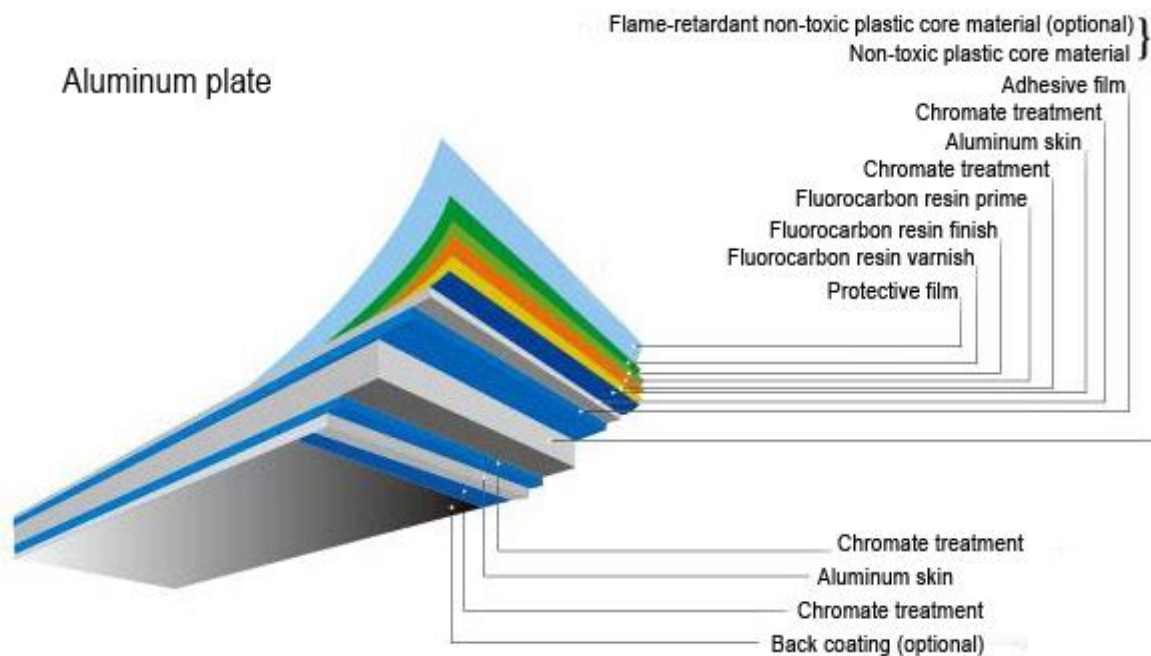 Flame-retardant non-toxic plastic core material (optional)
Non-toxic plastic core material
Aluminum plate
Adhesive film
Chromate treatment
Aluminum skin
Chromate treatment
Fluorocarbon resin prime
Fluorocarbon resin finish
Fluorocarbon resin varnish
Protective film
Chromate treatment
Aluminum skin
Chromate treatment
Back coating (optional)